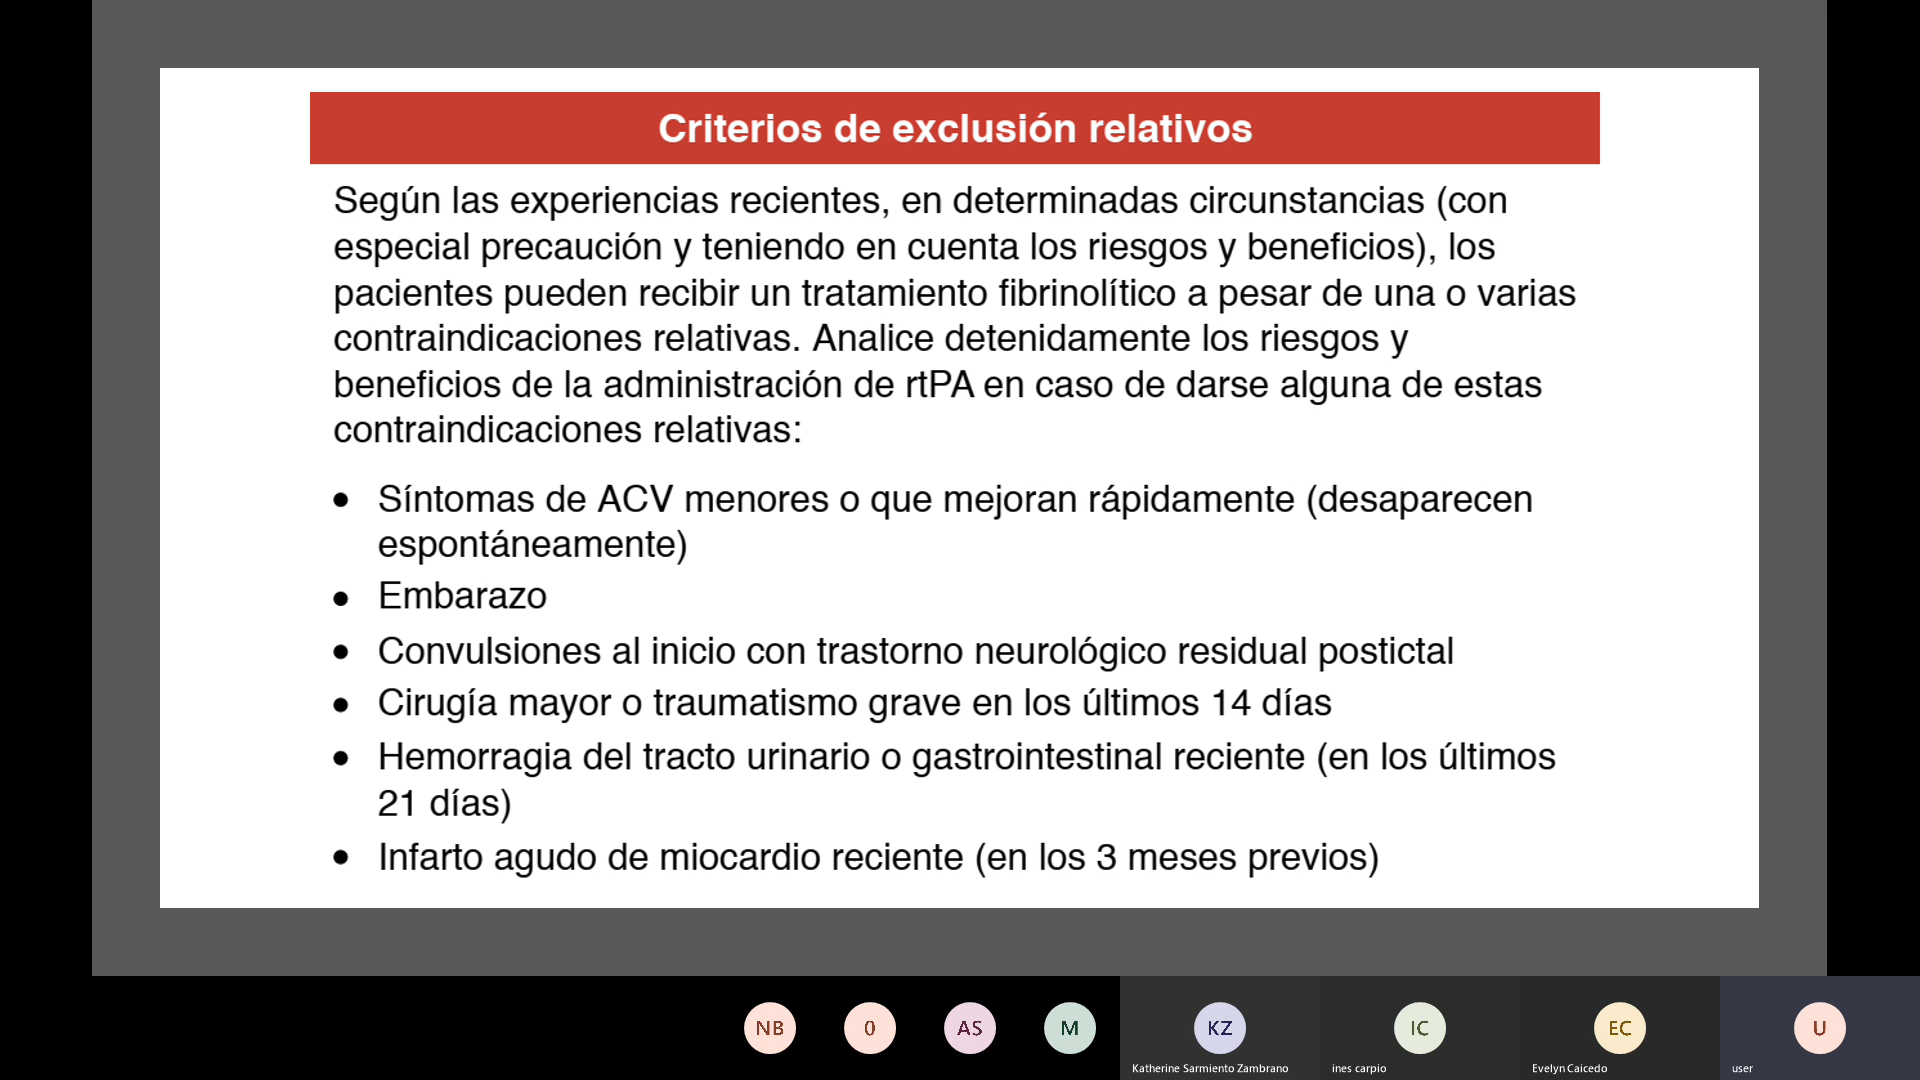 Criterios de exclusión relativos
Según las experiencias recientes, en determinadas circunstancias (con
especial precaución y teniendo en cuenta los riesgos y beneficios), los
pacientes pueden recibir un tratamiento fibrinolítico a pesar de una o varias
contraindicaciones relativas. Analice detenidamente los riesgos y
beneficios de la administración de rtPA en caso de darse alguna de estas
contraindicaciones relativas:
• Síntomas de ACV menores o que mejoran rápidamente (desaparecen
espontáneamente)
• Embarazo
• Convulsiones al inicio con trastorno neurológico residual postictal
• Cirugía mayor o traumatismo grave en los últimos 14 días
• Hemorragia del tracto urinario o gastrointestinal reciente (en los últimos
21 días)
• Infarto agudo de miocardio reciente (en los 3 meses previos)
NB 0 AS M KZ IC EC U
Katherine Sarmiento Zambrano ines carpio Evelyn Caicedo user